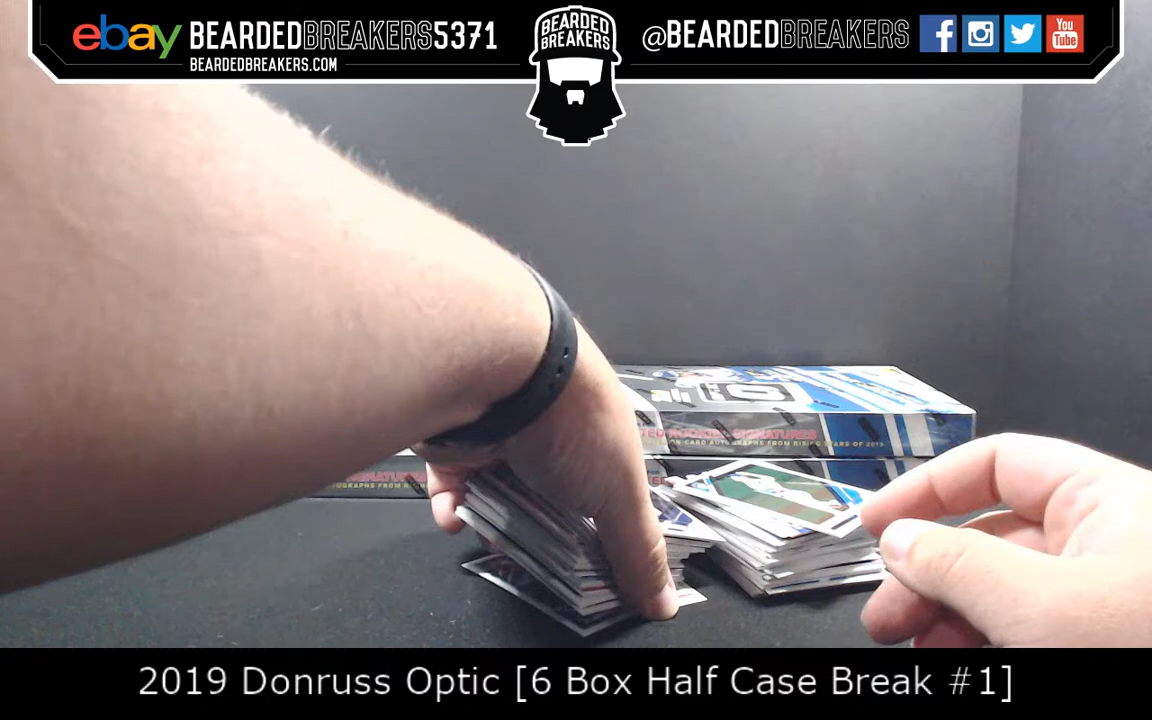 ebay BEARDEDBREAKERS5371
BEARDEDBREAKERS.COM
BEARDED
BREAKERS
@BEARDEDBREAKERS
f
You
Tube
2019 Donruss Optic [6 Box Half Case Break #1]